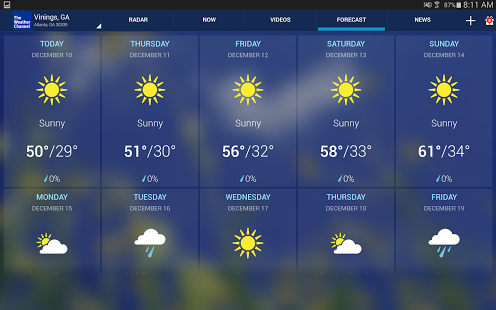 87% 8:11 AM
The Weather Channel
Vinings, GA
Atlanta, GA 30339
RADAR NOW VIDEOS FORECAST NEWS
TODAY THURSDAY FRIDAY SATURDAY SUNDAY
DECEMBER 10 DECEMBER 11 DECEMBER 12 DECEMBER 13 DECEMBER 14
Sunny Sunny Sunny Sunny Sunny
50°/29° 51°/30° 56°/32° 58°/33° 61°/34°
0% 0% 0% 0% 0%
MONDAY TUESDAY WEDNESDAY THURSDAY FRIDAY
DECEMBER 15 DECEMBER 16 DECEMBER 17 DECEMBER 18 DECEMBER 19